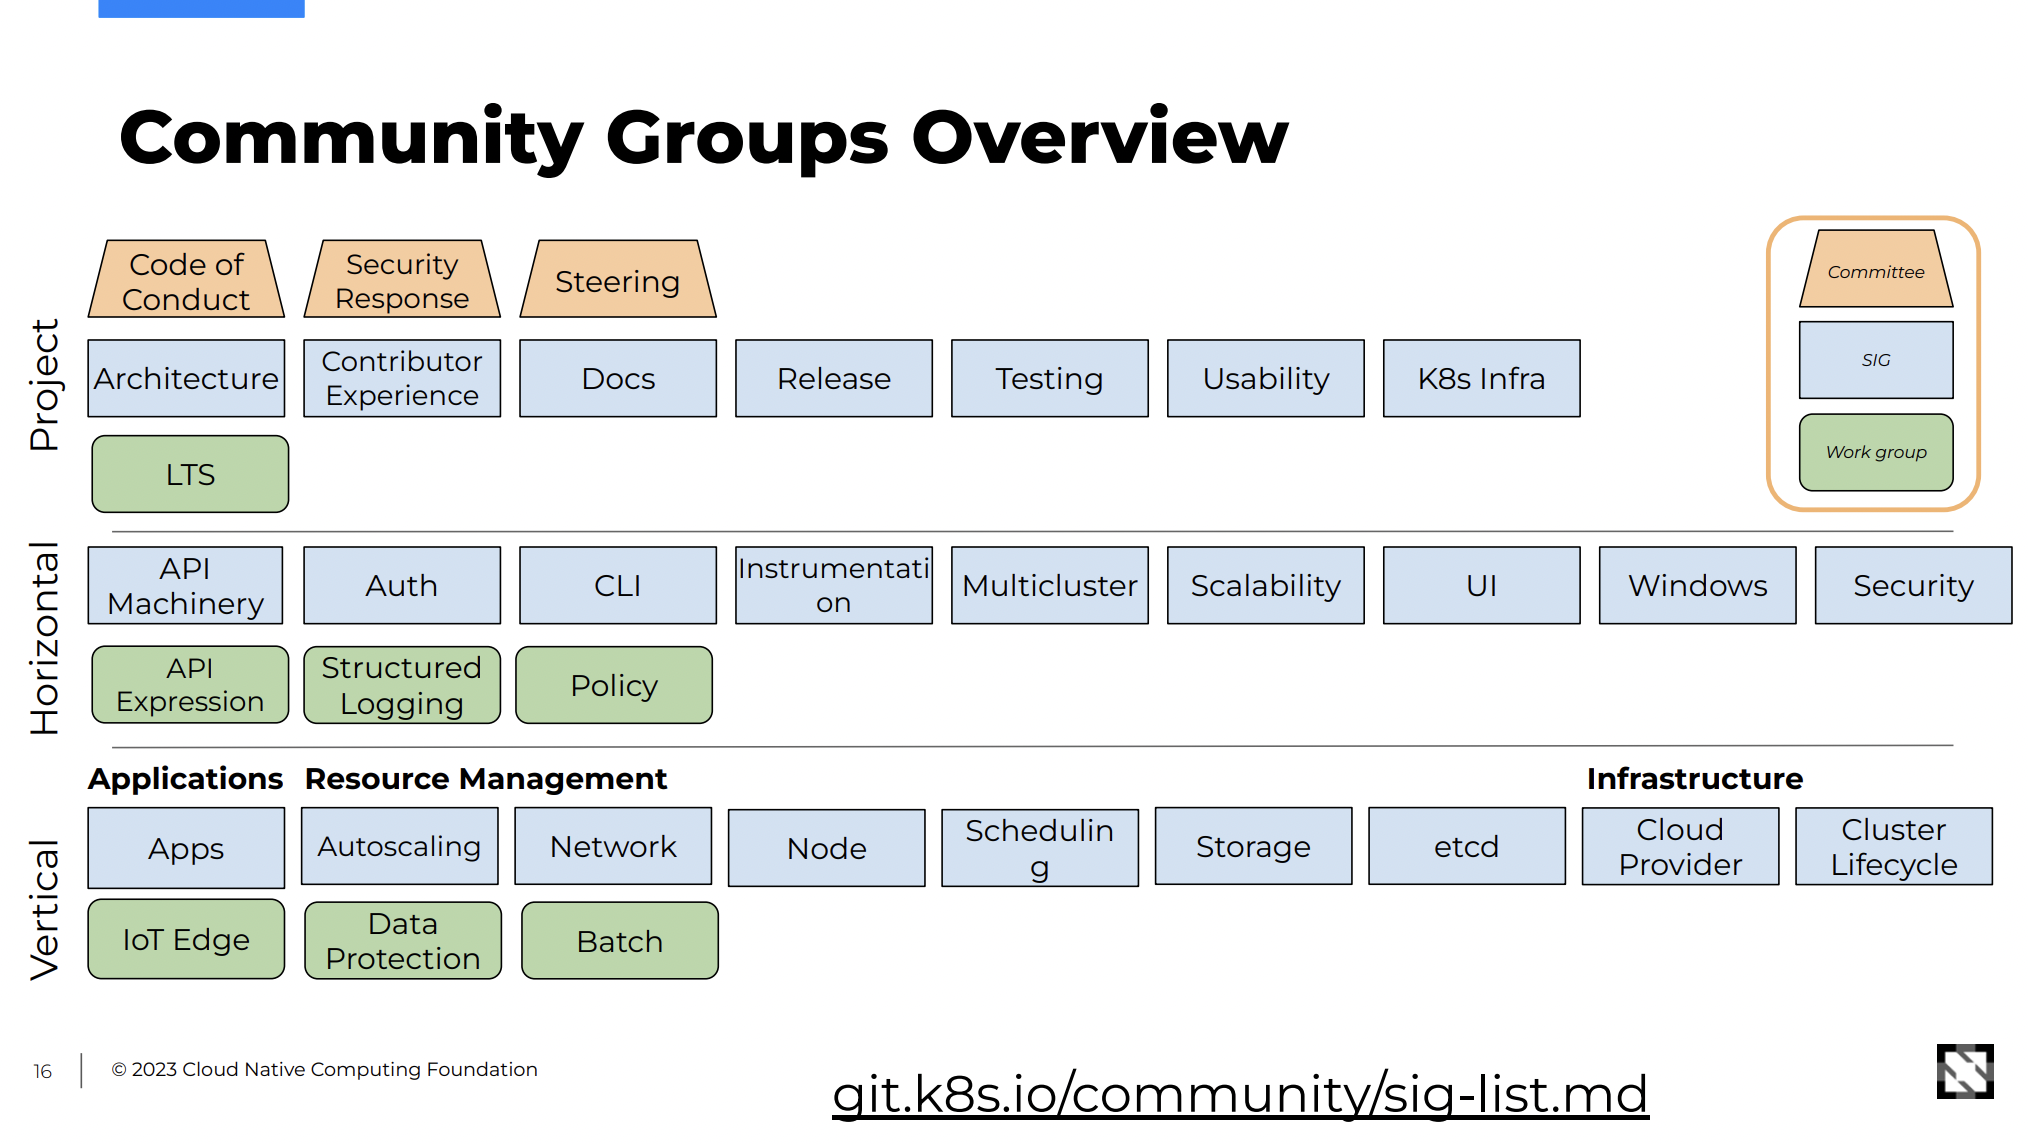 Community Groups Overview
Code of
Conduct
Security
Response
Steering
Committee
Project
Architecture
Contributor
Experience
Docs
Release
Testing
Usability
K8s Infra
SIG
LTS
Work group
Horizontal
API
Machinery
Auth
CLI
Instrumentati
on
Multicluster
Scalability
UI
Windows
Security
API
Expression
Structured
Logging
Policy
Applications
Resource Management
Infrastructure
Vertical
Apps
Autoscaling
Network
Node
Schedulin
g
Storage
etcd
Cloud
Provider
Cluster
Lifecycle
IoT Edge
Data
Protection
Batch
16
© 2023 Cloud Native Computing Foundation
git.k8s.io/community/sig-list.md